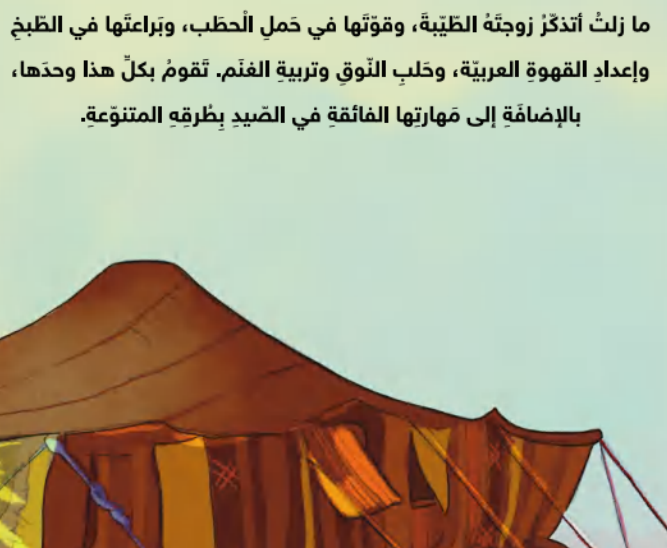 ما زلتُ أتذكّرُ زوجتَهُ الطّيّبةَ، وقوّتَها في حَملِ الْحطَب، وبَراعتَها في الطّبخِ
وإعدادِ القهوةِ العربيّة، وحَلبِ النّوقِ وتربيةِ الغنَم. تَقومُ بكلِّ هذا وحدَها،
بالإضافَةِ إلى مَهارتِها الفائقةِ في الصّيدِ بِطُرقِهِ المتنوّعةِ.